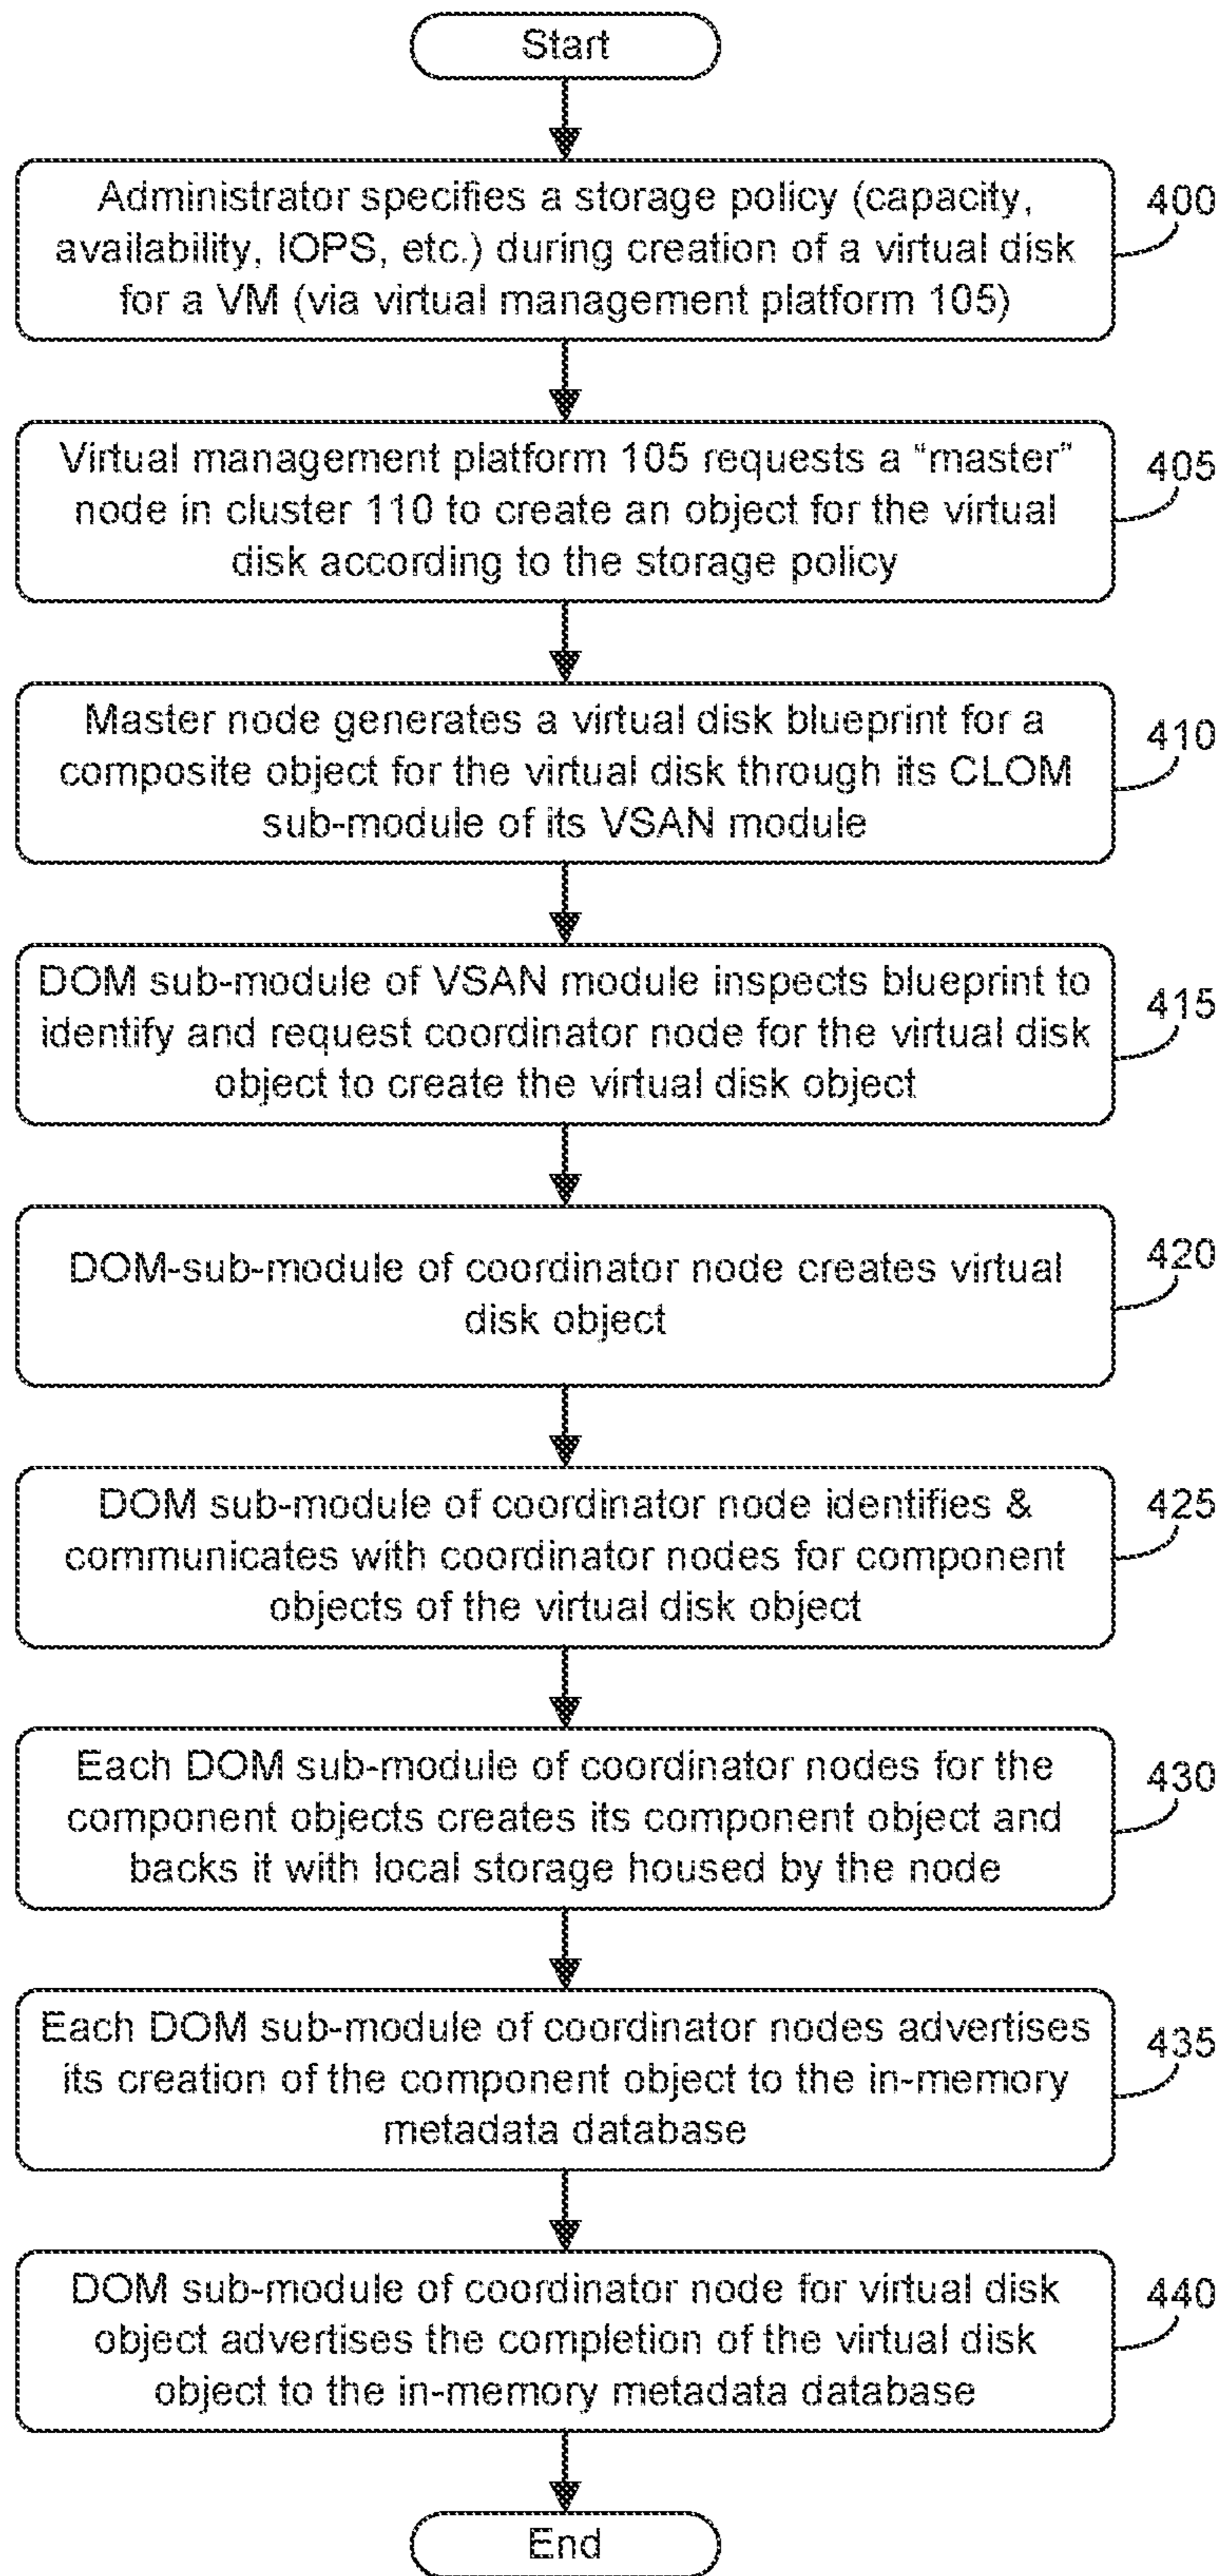 Start
Administrator specifies a storage policy (capacity,
availability, IOPS, etc.) during creation of a virtual disk
for a VM (via virtual management platform 105)
400
Virtual management platform 105 requests a “master”
node in cluster 110 to create an object for the virtual
disk according to the storage policy
405
Master node generates a virtual disk blueprint for a
composite object for the virtual disk through its CLOM
sub-module of its VSAN module
410
DOM sub-module of VSAN module inspects blueprint to
identify and request coordinator node for the virtual disk
object to create the virtual disk object
415
DOM-sub-module of coordinator node creates virtual
disk object
420
DOM sub-module of coordinator node identifies &
communicates with coordinator nodes for component
objects of the virtual disk object
425
Each DOM sub-module of coordinator nodes for the
component objects creates its component object and
backs it with local storage housed by the node
430
Each DOM sub-module of coordinator nodes advertises
its creation of the component object to the in-memory
metadata database
435
DOM sub-module of coordinator node for virtual disk
object advertises the completion of the virtual disk
object to the in-memory metadata database
440
End